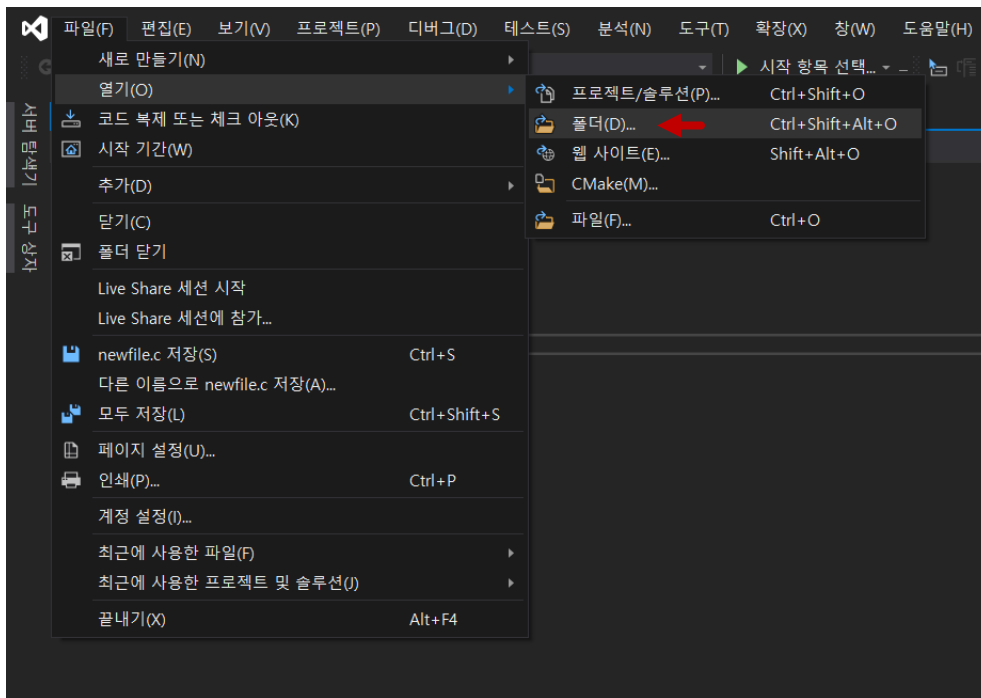 파일(F) 편집(E) 보기(V) 프로젝트(P) 디버그(D) 테스트(S) 분석(N) 도구(T) 확장(X) 창(W) 도움말(H)
시작 항목 선택...
서버 탐색기
도구 상자
새로 만들기(N)
열기(O)
코드 복제 또는 체크 아웃(K)
시작 기간(W)
추가(D)
닫기(C)
폴더 닫기
Live Share 세션 시작
Live Share 세션에 참가...
newfile.c 저장(S) Ctrl+S
다른 이름으로 newfile.c 저장(A)...
모두 저장(L) Ctrl+Shift+S
페이지 설정(U)...
인쇄(P)... Ctrl+P
계정 설정(I)...
최근에 사용한 파일(F)
최근에 사용한 프로젝트 및 솔루션(J)
끝내기(X) Alt+F4
프로젝트/솔루션(P)... Ctrl+Shift+O
폴더(D)... Ctrl+Shift+Alt+O
웹 사이트(E)... Shift+Alt+O
CMake(M)...
파일(F)... Ctrl+O